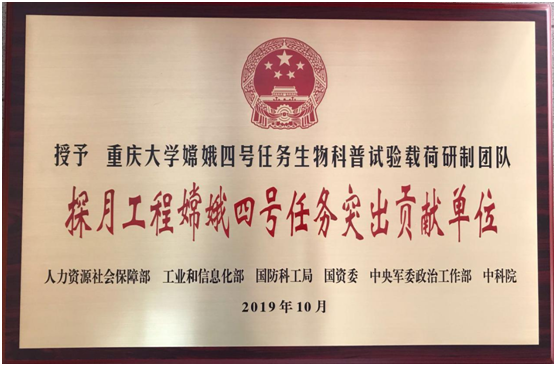 授予 重庆大学嫦娥四号任务生物科普试验载荷研制团队
探月工程嫦娥四号任务突出贡献单位
人力资源社会保障部 工业和信息化部 国防科工局 国资委 中央军委政治工作部 中科院
2019年10月